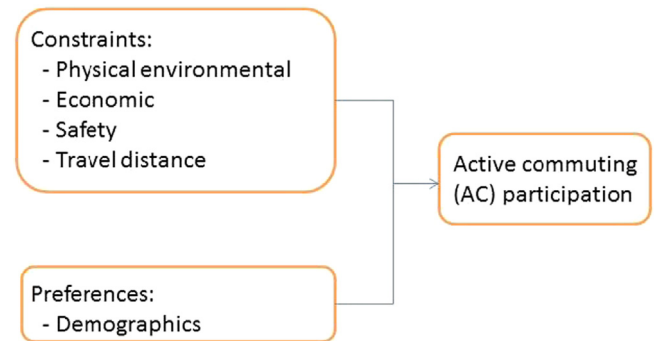 Constraints:
- Physical environmental
- Economic
- Safety
- Travel distance
Active commuting
(AC) participation
Preferences:
- Demographics